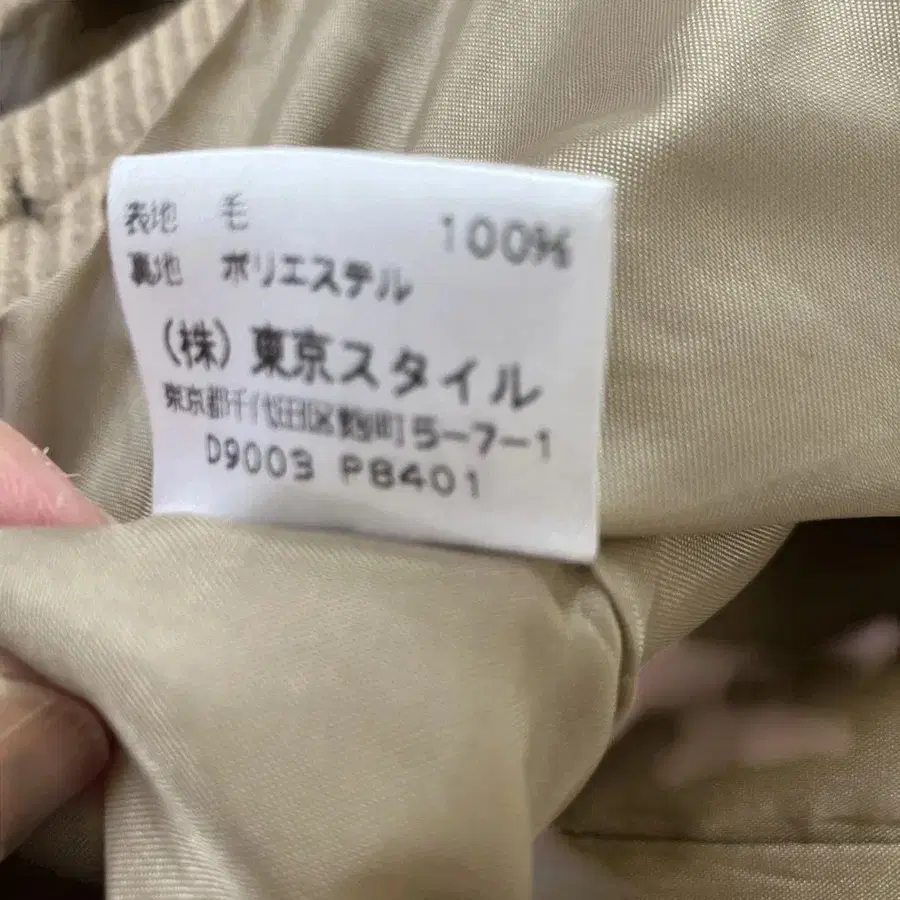 表地 毛 100%
裏地 ポリエステル
(株) 東京スタイル
東京都千代田区麹町5-7-1
D9003 P8401